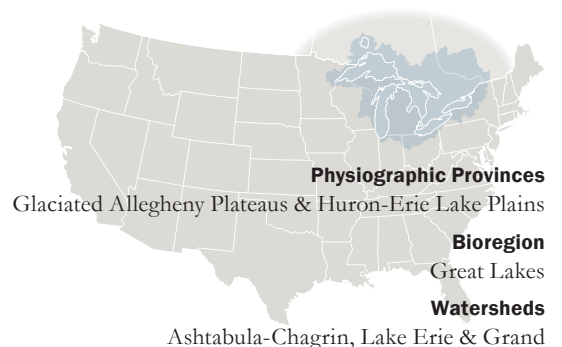 Physiographic Provinces
Glaciated Allegheny Plateaus & Huron-Erie Lake Plains
Bioregion
Great Lakes
Watersheds
Ashtabula-Chagrin, Lake Erie & Grand